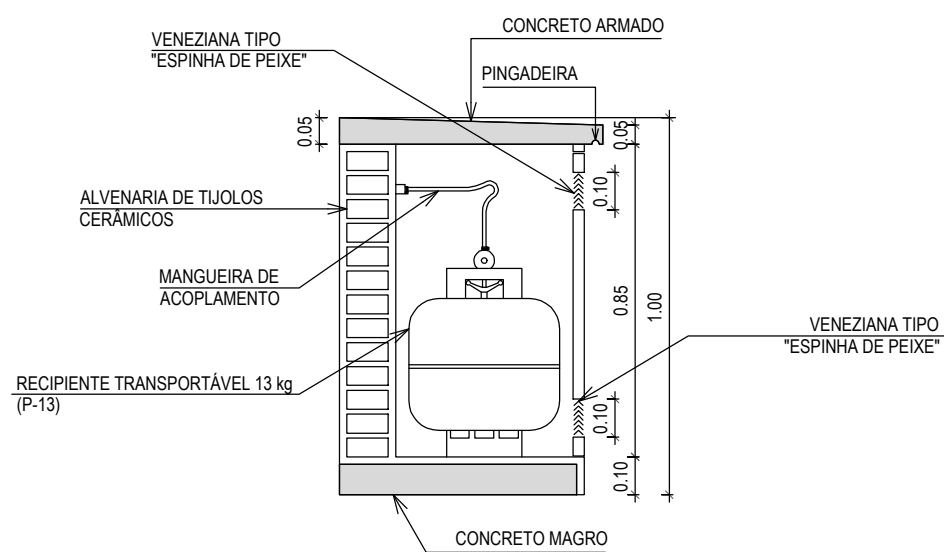 CONCRETO ARMADO
VENEZIANA TIPO
"ESPINHA DE PEIXE"
PINGADEIRA
0.05
0.05
0.10
ALVENARIA DE TIJOLOS
CERÂMICOS
MANGUEIRA DE
ACOPLAMENTO
0.85
1.00
VENEZIANA TIPO
"ESPINHA DE PEIXE"
RECIPIENTE TRANSPORTÁVEL 13 kg
(P-13)
0.10
0.10
CONCRETO MAGRO